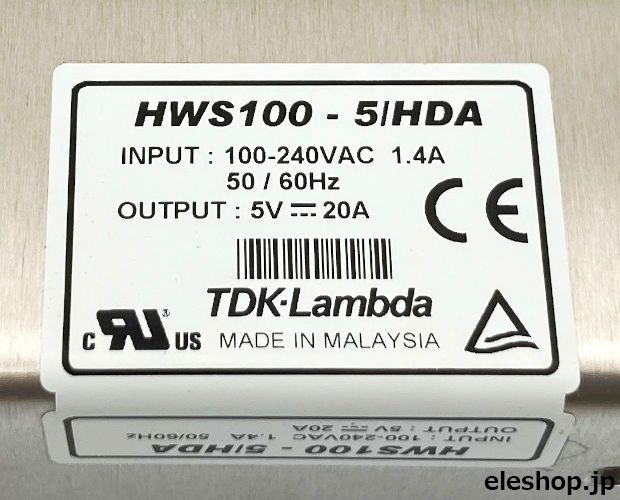 HWS100 - 5/HDA
INPUT : 100-240VAC 1.4A
50 / 60Hz
OUTPUT : 5V ⎓ 20A
CE
TDK-Lambda
C RU ® US
MADE IN MALAYSIA
OUTPUT : 5V ⎓ 20A
INPUT : 100-240VAC 1.4A 50/60Hz
HWS100 - 5/HDA
eleshop.jp